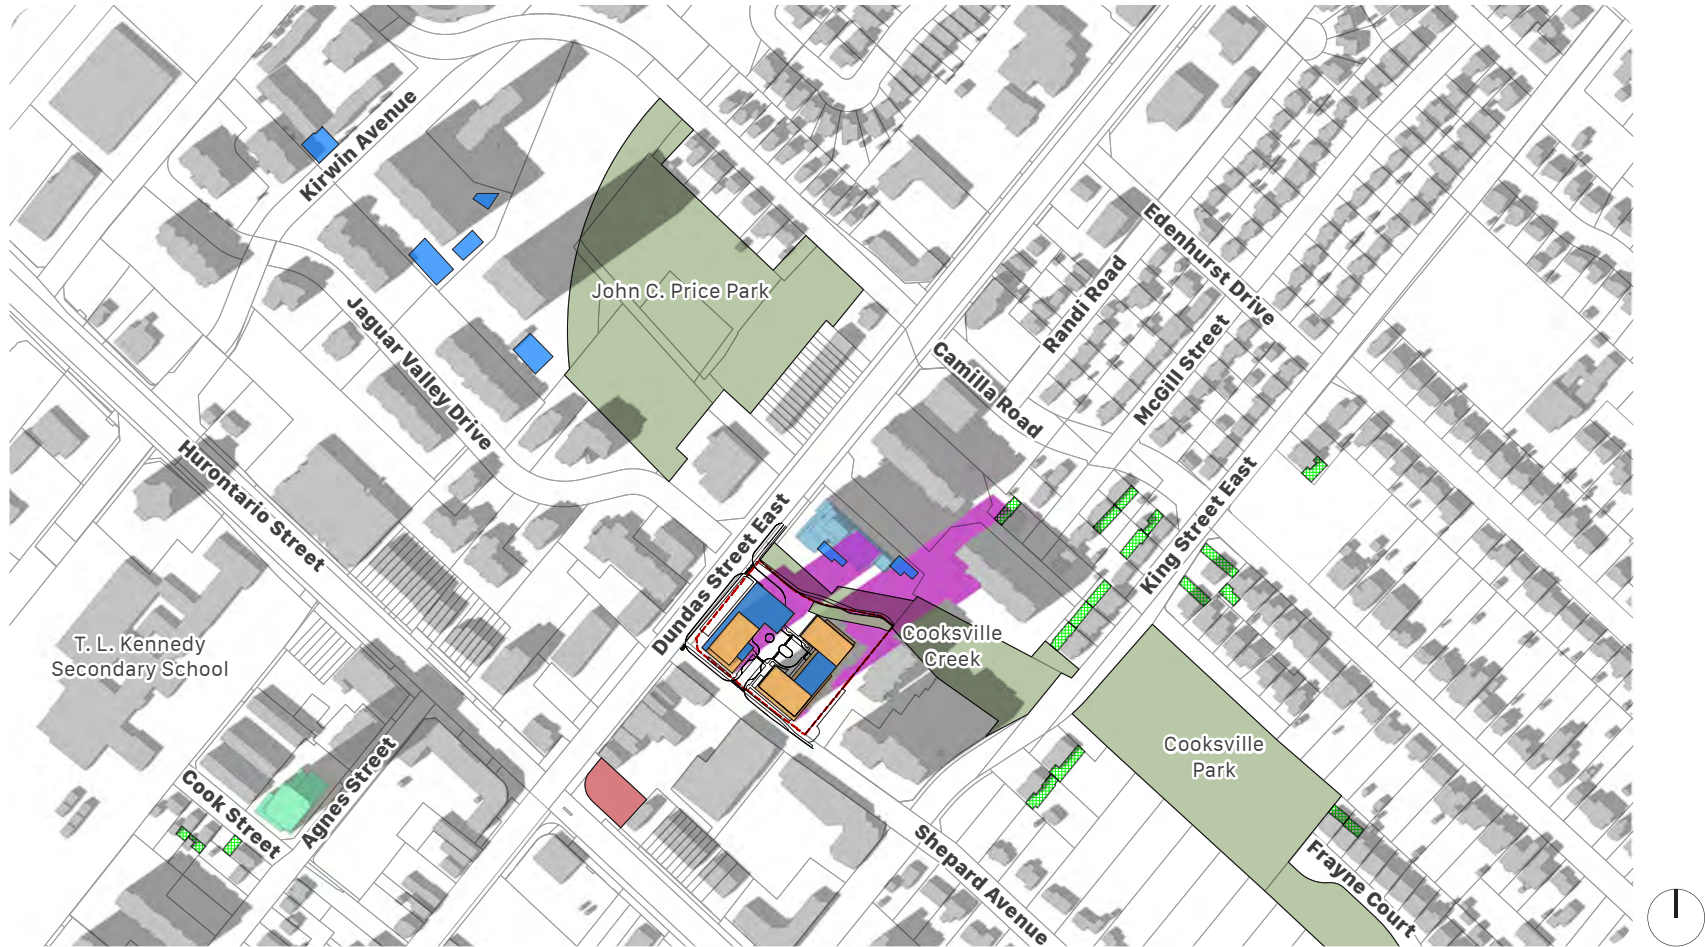 Kirwin Avenue
Edenhurst Drive
John C. Price Park
Randi Road
Jaguar Valley Drive
McGill Street
Camilla Road
Hurontario Street
Dundas Street East
King Street East
T. L. Kennedy
Secondary School
Cooksville
Creek
Cooksville
Park
Cook Street
Agnes Street
Shepard Avenue
Frayne Court